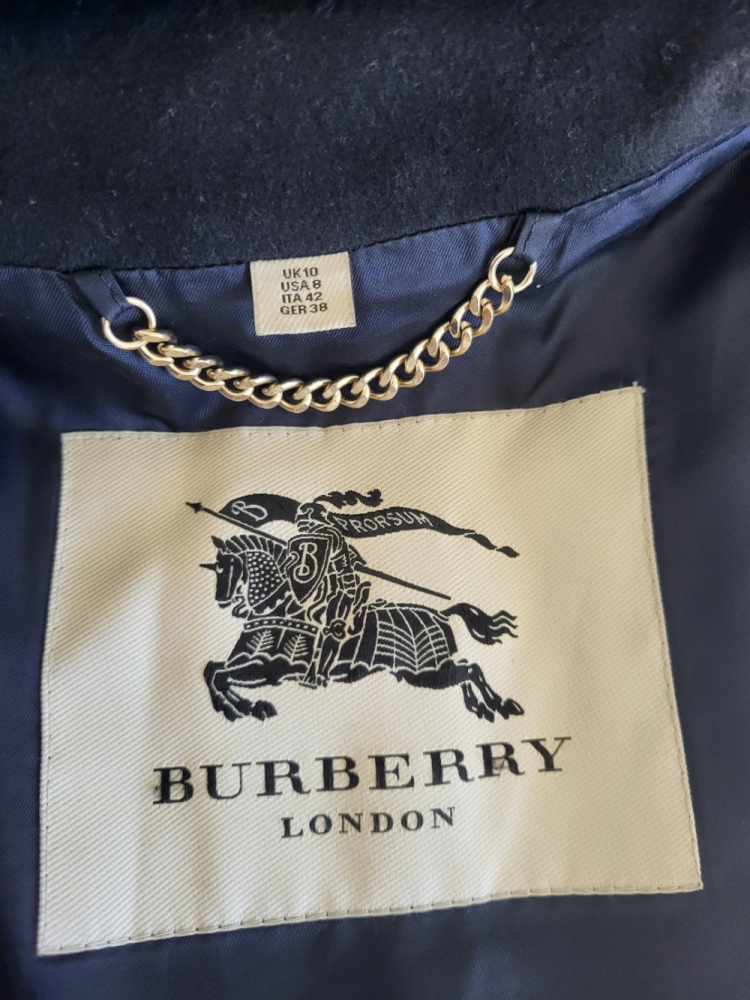 UK10
USA 8
ITA 42
GER 38
B PRORSUM
B
BURBERRY
LONDON